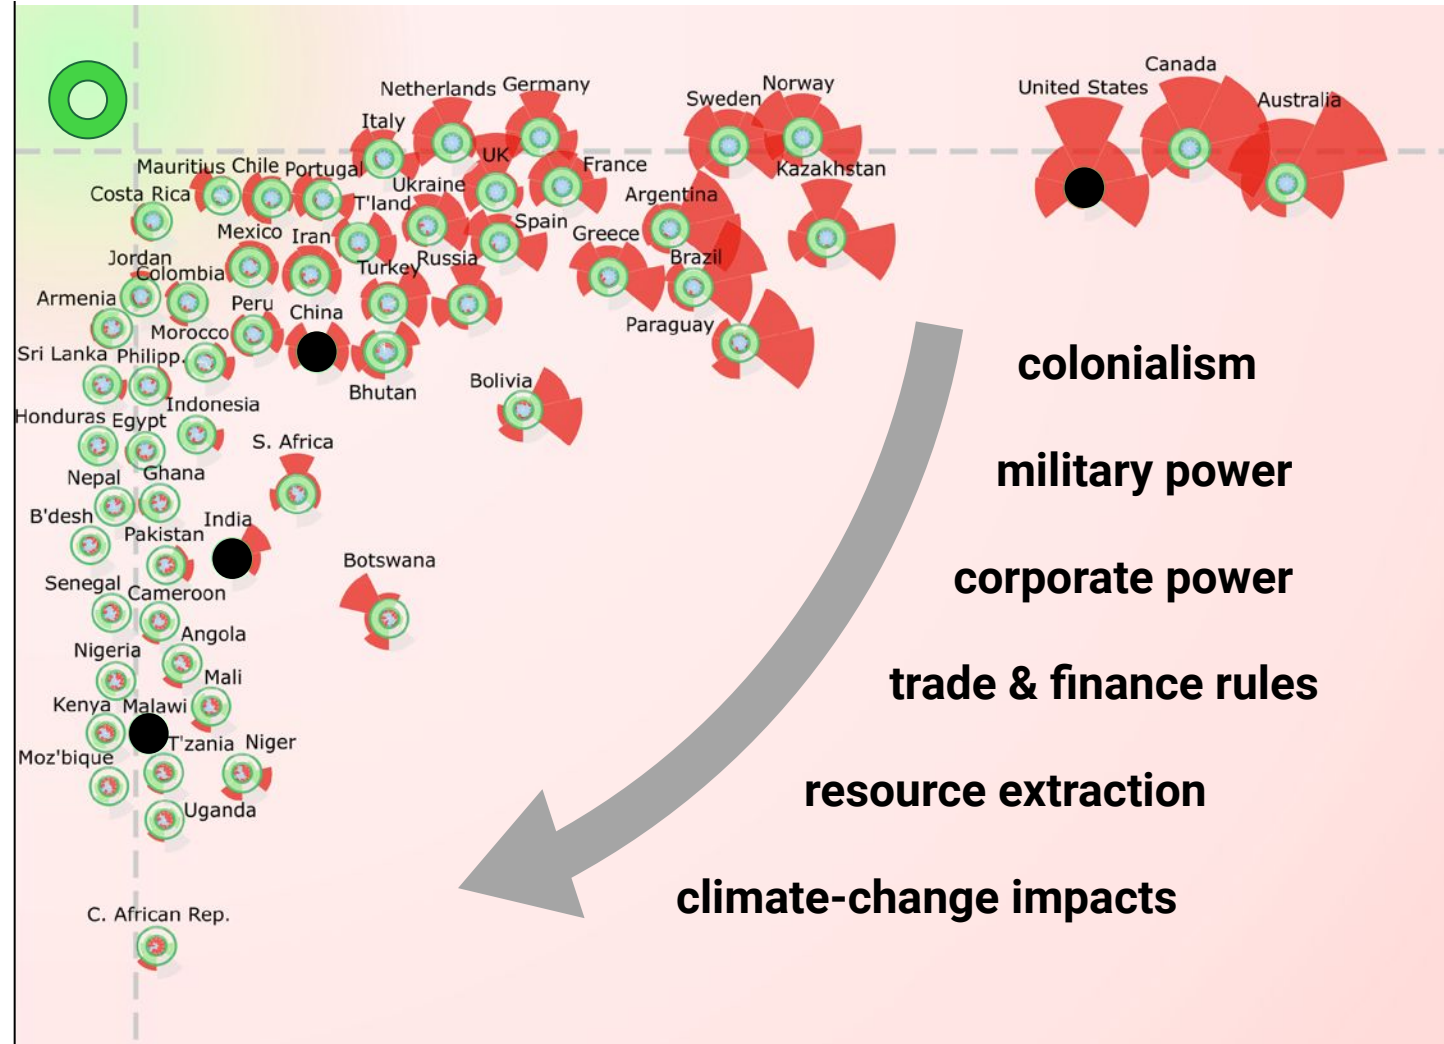 Canada
Netherlands Germany
Norway
United States
Sweden
Australia
Italy
UK
Mauritius Chile Portugal
France
Kazakhstan
Costa Rica
Ukraine
T'land
Argentina
Mexico Iran
Spain
Greece
Jordan
Colombia
Turkey
Russia
Brazil
Armenia
Peru
China
Morocco
Paraguay
Sri Lanka Philipp.
Bhutan
Bolivia
Honduras Egypt
Indonesia
S. Africa
Nepal Ghana
B'desh
India
Pakistan
Botswana
Senegal Cameroon
Angola
Nigeria
Mali
Kenya Malawi
T'zania Niger
Moz'bique
Uganda
C. African Rep.
colonialism
military power
corporate power
trade & finance rules
resource extraction
climate-change impacts